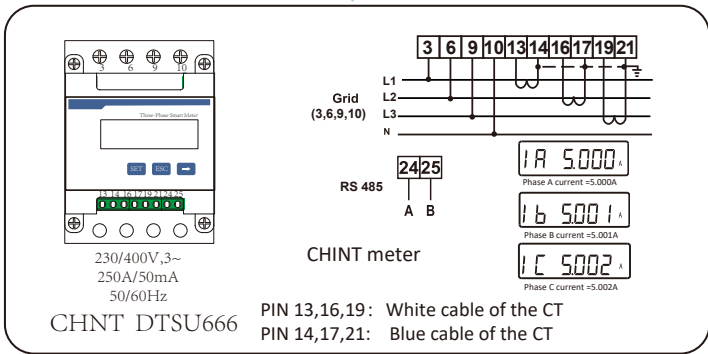 3 6 9 10
Three-Phase Smart Meter
SET ESC →
13 14 16 17 19 21 24 25
230/400V,3~
250A/50mA
50/60Hz
CHNT DTSU666
3 6 9 10 13 14 16 17 19 21
L1
L2
L3
N
Grid
(3,6,9,10)
24 25
RS 485
A B
CHINT meter
IA 5.000 A
Phase A current =5.000A
Ib 5.001 A
Phase B current =5.001A
IC 5.002 A
Phase C current =5.002A
PIN 13,16,19: White cable of the CT
PIN 14,17,21: Blue cable of the CT